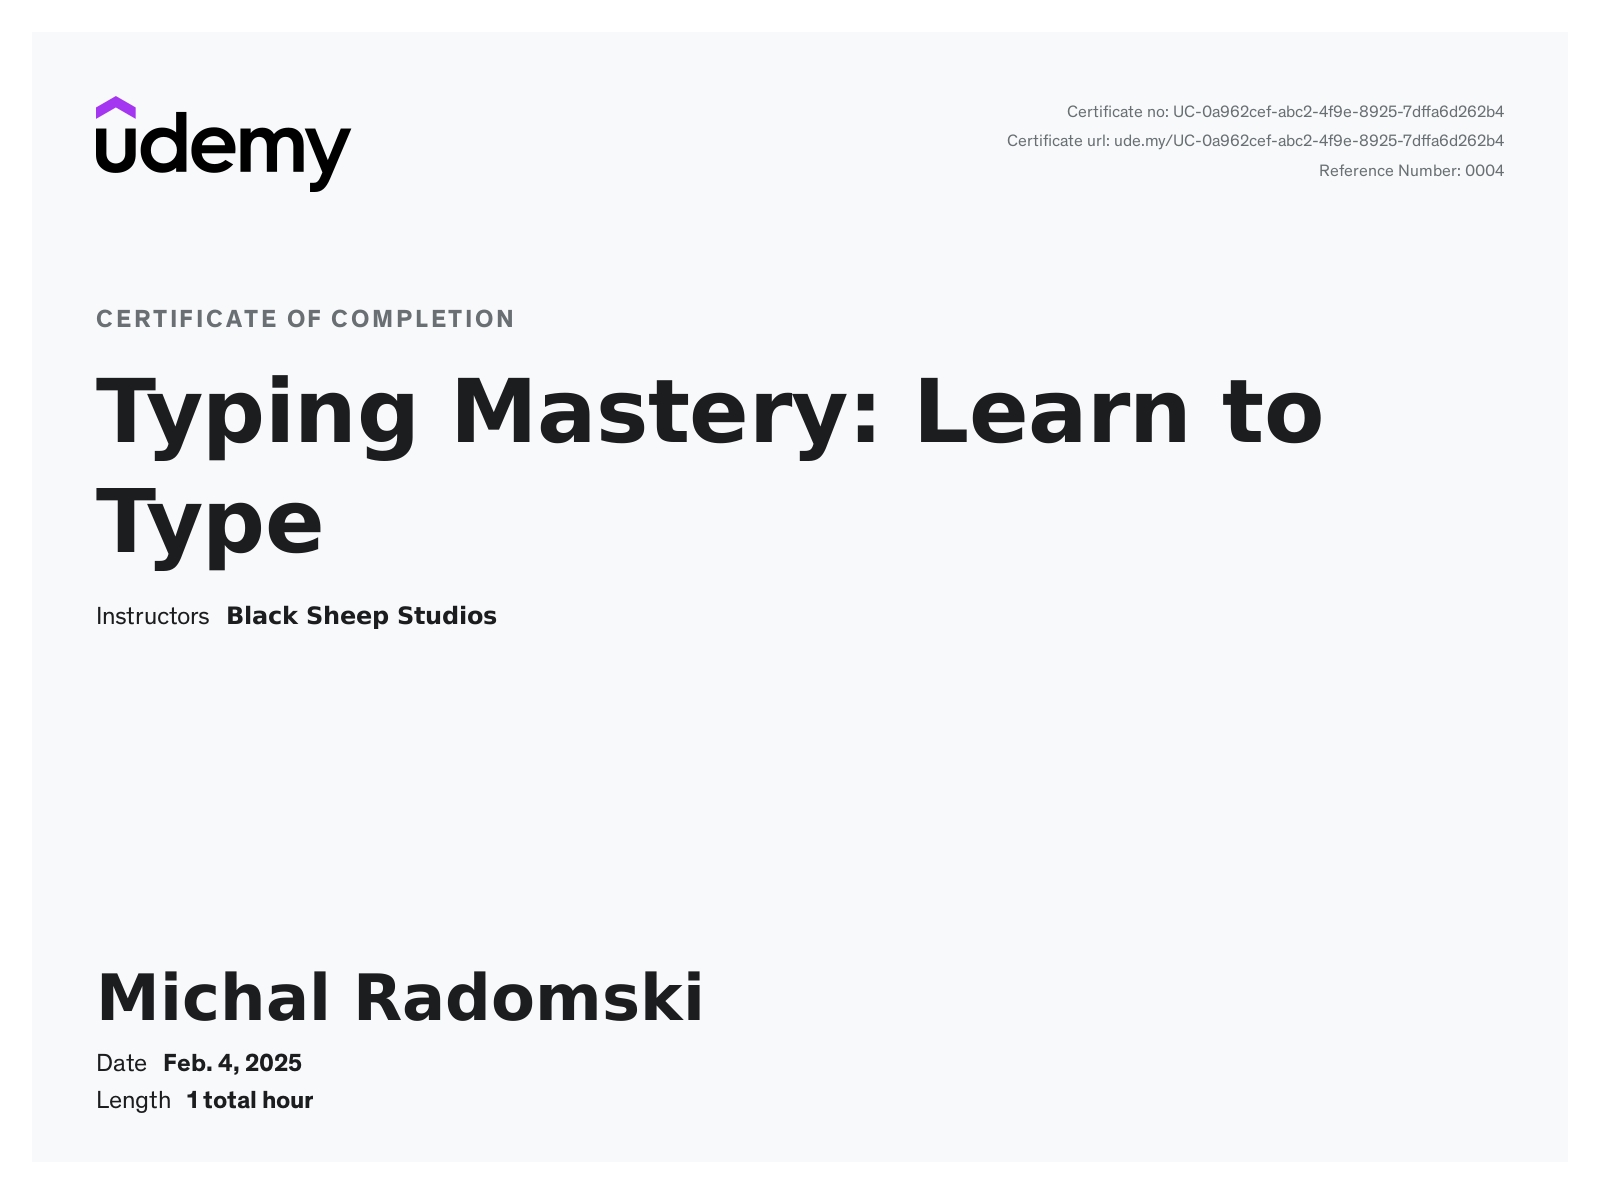 udemy
Certificate no: UC-0a962cef-abc2-4f9e-8925-7dffa6d262b4
Certificate url: ude.my/UC-0a962cef-abc2-4f9e-8925-7dffa6d262b4
Reference Number: 0004
CERTIFICATE OF COMPLETION
Typing Mastery: Learn to
Type
Instructors Black Sheep Studios
Michal Radomski
Date Feb. 4, 2025
Length 1 total hour